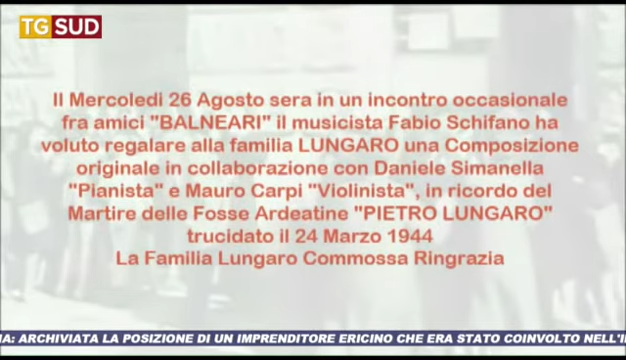 TG SUD
Il Mercoledi 26 Agosto sera in un incontro occasionale
fra amici "BALNEARI" il musicista Fabio Schifano ha
voluto regalare alla familia LUNGARO una Composizione
originale in collaborazione con Daniele Simanella
"Pianista" e Mauro Carpi "Violinista", in ricordo del
Martire delle Fosse Ardeatine "PIETRO LUNGARO"
trucidato il 24 Marzo 1944
La Familia Lungaro Commossa Ringrazia
IA: ARCHIVIATA LA POSIZIONE DI UN IMPRENDITORE ERICINO CHE ERA STATO COINVOLTO NELL'I